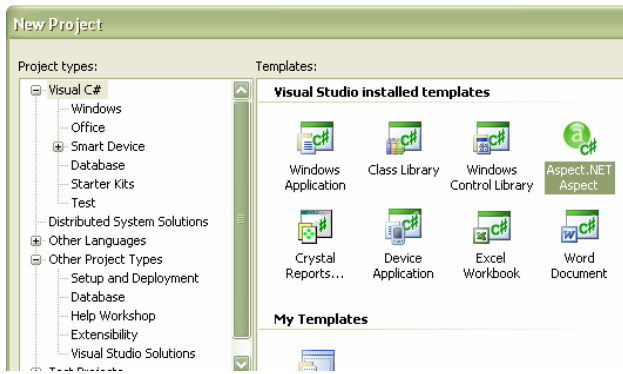 New Project
Project types:
Templates:
Visual C#
Windows
Office
Smart Device
Database
Starter Kits
Test
Distributed System Solutions
Other Languages
Other Project Types
Setup and Deployment
Database
Help Workshop
Extensibility
Visual Studio Solutions
Test Projects
Visual Studio installed templates
Windows
Application
Class Library
Windows
Control Library
Aspect.NET
Aspect
Crystal
Reports...
Device
Application
Excel
Workbook
Word
Document
My Templates